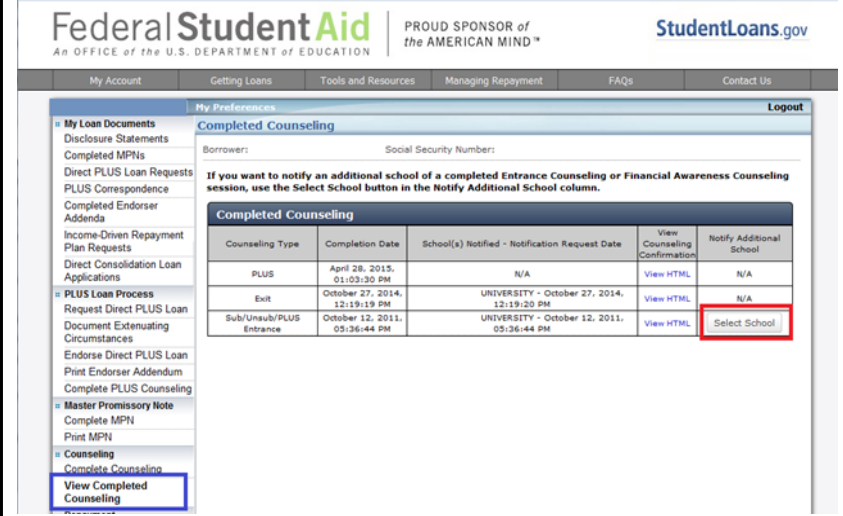 Federal Student Aid
An OFFICE of the U.S. DEPARTMENT of EDUCATION
PROUD SPONSOR of
the AMERICAN MIND™
StudentLoans.gov
My Account
Getting Loans
Tools and Resources
Managing Repayment
FAQs
Contact Us
My Preferences
Logout
My Loan Documents
Disclosure Statements
Completed MPNs
Direct PLUS Loan Requests
PLUS Correspondence
Completed Endorser
Addenda
Income-Driven Repayment
Plan Requests
Direct Consolidation Loan
Applications
PLUS Loan Process
Request Direct PLUS Loan
Document Extenuating
Circumstances
Endorse Direct PLUS Loan
Print Endorser Addendum
Complete PLUS Counseling
Master Promissory Note
Complete MPN
Print MPN
Counseling
Complete Counseling
View Completed
Counseling
Completed Counseling
Borrower:
Social Security Number:
If you want to notify an additional school of a completed Entrance Counseling or Financial Awareness Counseling
session, use the Select School button in the Notify Additional School column.
Completed Counseling
Counseling Type
Completion Date
School(s) Notified - Notification Request Date
View
Counseling
Confirmation
Notify Additional
School
PLUS
April 28, 2015,
01:03:30 PM
N/A
View HTML
N/A
Exit
October 27, 2014,
12:19:19 PM
UNIVERSITY - October 27, 2014,
12:19:20 PM
View HTML
N/A
Sub/Unsub/PLUS
Entrance
October 12, 2011,
05:36:44 PM
UNIVERSITY - October 12, 2011,
05:36:44 PM
View HTML
Select School